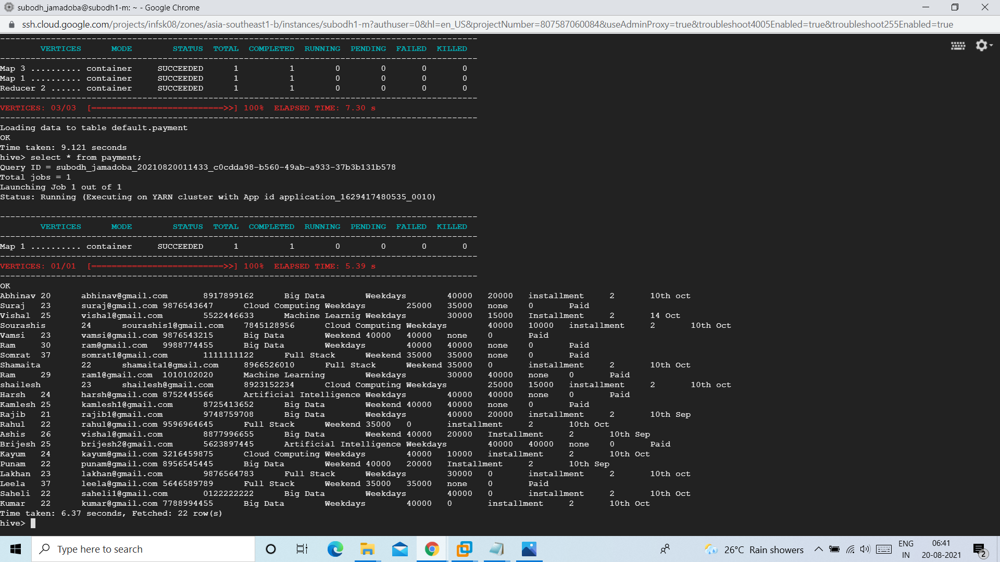 subodh_jamadoba@subodh1-m: ~ - Google Chrome
ssh.cloud.google.com/projects/infsk08/zones/asia-southeast1-b/instances/subodh1-m?authuser=0&hl=en_US&projectNumber=807587060084&useAdminProxy=true&troubleshoot4005Enabled=true&troubleshoot255Enabled=true
----------------------------------------------------------------------------------------------
VERTICES      MODE        STATUS  TOTAL  COMPLETED  RUNNING  PENDING  FAILED  KILLED
----------------------------------------------------------------------------------------------
Map 3 .......... container     SUCCEEDED      1          1        0        0       0       0
Map 1 .......... container     SUCCEEDED      1          1        0        0       0       0
Reducer 2 ...... container     SUCCEEDED      1          1        0        0       0       0
----------------------------------------------------------------------------------------------
VERTICES: 03/03  [==========================>>] 100%  ELAPSED TIME: 7.30 s
----------------------------------------------------------------------------------------------
Loading data to table default.payment
OK
Time taken: 9.121 seconds
hive> select * from payment;
Query ID = subodh_jamadoba_20210820011433_c0cdda98-b560-49ab-a933-37b3b131b578
Total jobs = 1
Launching Job 1 out of 1
Status: Running (Executing on YARN cluster with App id application_1629417480535_0010)
----------------------------------------------------------------------------------------------
VERTICES      MODE        STATUS  TOTAL  COMPLETED  RUNNING  PENDING  FAILED  KILLED
----------------------------------------------------------------------------------------------
Map 1 .......... container     SUCCEEDED      1          1        0        0       0       0
----------------------------------------------------------------------------------------------
VERTICES: 01/01  [==========================>>] 100%  ELAPSED TIME: 5.39 s
----------------------------------------------------------------------------------------------
OK
Abhinav 20      abhinav@gmail.com       8917899162      Big Data        Weekdays        40000   20000   installment     2       10th oct
Suraj   23      suraj@gmail.com 9876543647      Cloud Computing Weekdays        25000   35000   none    0       Paid
Vishal  25      vishal@gmail.com        5522446633      Machine Learnig Weekdays        30000   15000   Installment     2       14 Oct
Sourashis       24      sourashis1@gmail.com    7845128956      Cloud Computing Weekdays        40000   10000   installment     2       10th Oct
Vamsi   23      vamsi@gmail.com 9876543215      Big Data        Weekend 40000   40000   none    0       Paid
Ram     30      ram@gmail.com   9988774455      Big Data        Weekdays        40000   40000   none    0       Paid
Somrat  37      somrat1@gmail.com       1111111122      Full Stack      Weekend 35000   35000   none    0       Paid
Shamaita        22      shamaita1@gmail.com     8966526010      Full Stack      Weekend 35000   0       installment     2       10th Oct
Ram     29      ram1@gmail.com  1010102020      Machine Learning        Weekdays        30000   40000   none    0       Paid
shailesh        23      shailesh@gmail.com      8923152234      Cloud Computing Weekdays        25000   15000   installment     2       10th oct
Harsh   24      harsh@gmail.com 8752445566      Artificial Intelligence Weekdays        40000   40000   none    0       Paid
Kamlesh 25      kamlesh1@gmail.com      8725413652      Big Data        Weekend 40000   40000   none    0       Paid
Rajib   21      rajib1@gmail.com        9748759708      Big Data        Weekdays        40000   20000   installment     2       10th Sep
Rahul   22      rahul@gmail.com 9596964645      Full Stack      Weekend 35000   0       installment     2       10th Oct
Ashis   26      vishal@gmail.com        8877996655      Big Data        Weekend 40000   20000   Installment     2       10th Sep
Brijesh 25      brijesh2@gmail.com      5623897445      Artificial Intelligence Weekdays        40000   40000   none    0       Paid
Kayum   24      kayum@gmail.com 3216459875      Cloud Computing Weekdays        40000   10000   installment     2       10th Oct
Punam   22      punam@gmail.com 8956545445      Big Data        Weekend 40000   20000   Installment     2       10th Sep
Lakhan  23      lakhan@gmail.com        9876564783      Full Stack      Weekdays        30000   0       installment     2       10th oct
Leela   37      leela@gmail.com 5646589789      Full Stack      Weekend 35000   35000   none    0       Paid
Saheli  22      saheli1@gmail.com       0122222222      Big Data        Weekdays        40000   0       installment     2       10th Oct
Kumar   22      kumar@gmail.com 7788994455      Big Data        Weekdays        40000   0       installment     2       10th Oct
Time taken: 6.37 seconds, Fetched: 22 row(s)
hive>
Type here to search
26°C Rain showers
ENG
IN
06:41
20-08-2021
2